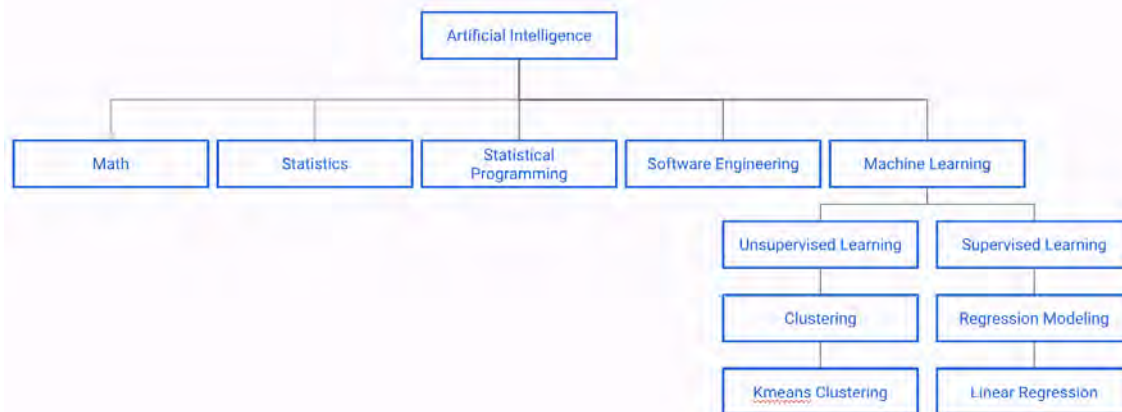 Artificial Intelligence
Math
Statistics
Statistical
Programming
Software Engineering
Machine Learning
Unsupervised Learning
Supervised Learning
Clustering
Regression Modeling
Kmeans Clustering
Linear Regression